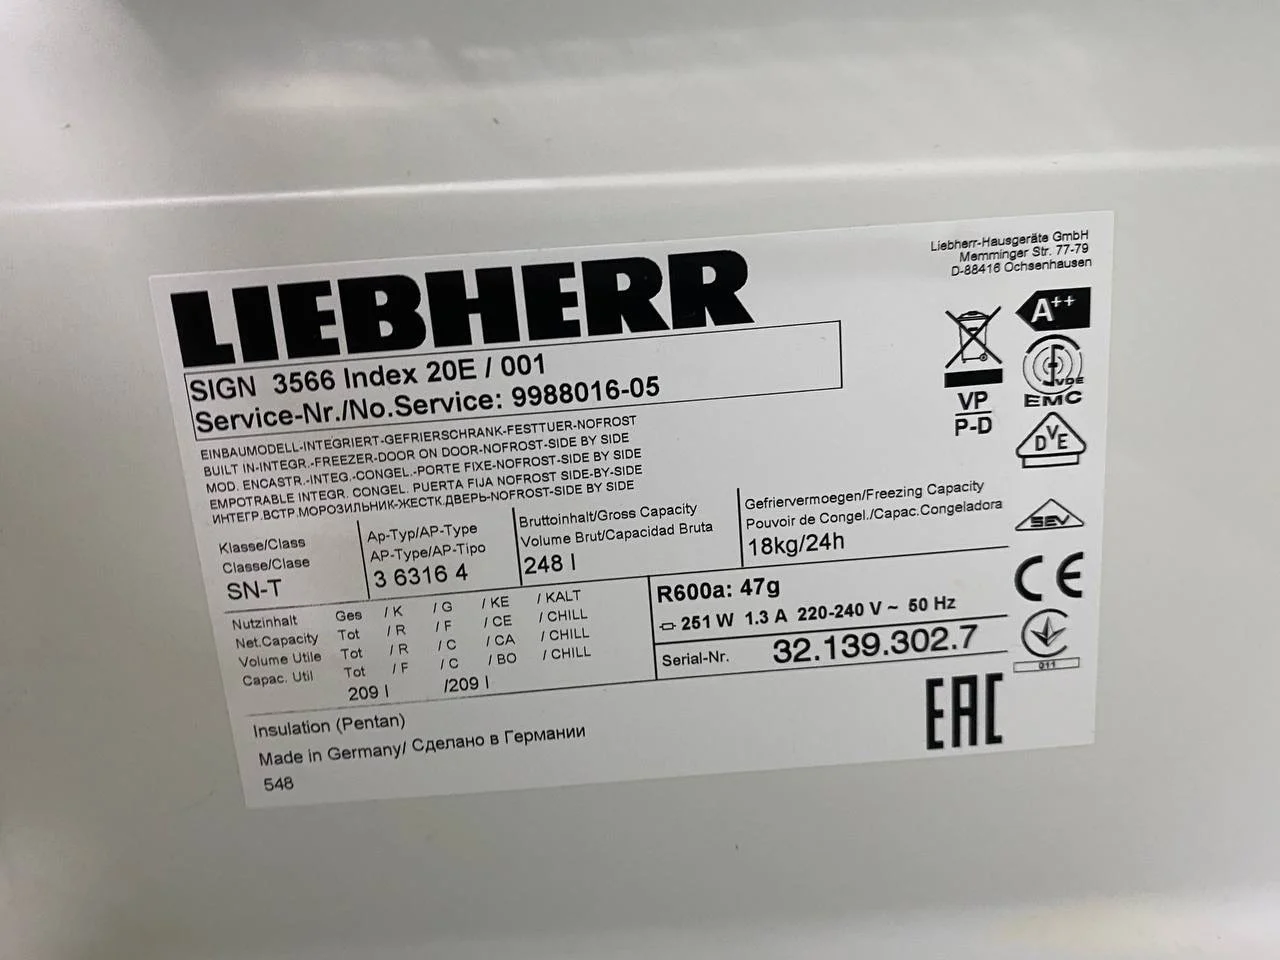 Liebherr-Hausgeräte GmbH
Memminger Str. 77-79
D-88416 Ochsenhausen
LIEBHERR
A++
SIGN 3566 Index 20E / 001
Service-Nr./No.Service: 9988016-05
VDE
EMC
VP
P-D
DVE
EINBAUMODELL-INTEGRIERT-GEFRIERSCHRANK-FESTTUER-NOFROST
BUILT IN-INTEGR.-FREEZER-DOOR ON DOOR-NOFROST-SIDE BY SIDE
MOD. ENCASTR.-INTEG.-CONGEL.-PORTE FIXE-NOFROST-SIDE BY SIDE
EMPOTRABLE INTEGR. CONGEL. PUERTA FIJA NOFROST SIDE-BY-SIDE
ИНТЕГР.ВСТР.МОРОЗИЛЬНИК-ЖЕСТК.ДВЕРЬ-NOFROST-SIDE BY SIDE
Klasse/Class
Classe/Clase
SN-T
Ap-Typ/AP-Type
AP-Type/AP-Tipo
3 6316 4
Bruttoinhalt/Gross Capacity
Volume Brut/Capacidad Bruta
248 l
Gefriervermoegen/Freezing Capacity
Pouvoir de Congel./Capac.Congeladora
18kg/24h
SEV
CE
Nutzinhalt Ges / K / G / KE / KALT
Net.Capacity Tot / R / F / CE / CHILL
Volume Utile Tot / R / C / CA / CHILL
Capac. Util Tot / F / C / BO / CHILL
209 l /209 l
R600a: 47g
251 W 1.3 A 220-240 V ~ 50 Hz
Serial-Nr. 32.139.302.7
011
EAC
Insulation (Pentan)
Made in Germany/ Сделано в Германии
548